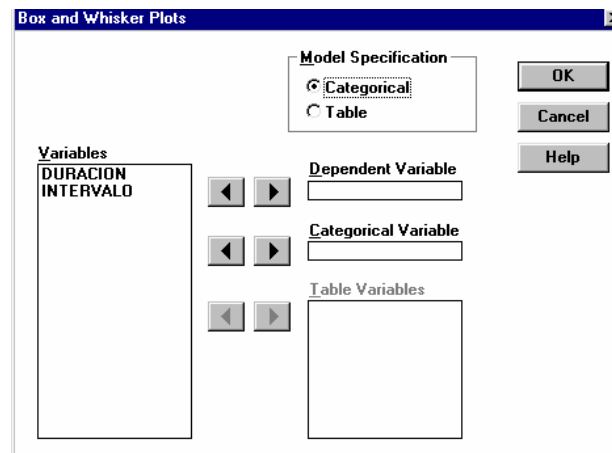 Box and Whisker Plots
Model Specification
Categorical
Table
OK
Cancel
Help
Variables
DURACION
INTERVALO
Dependent Variable
Categorical Variable
Table Variables